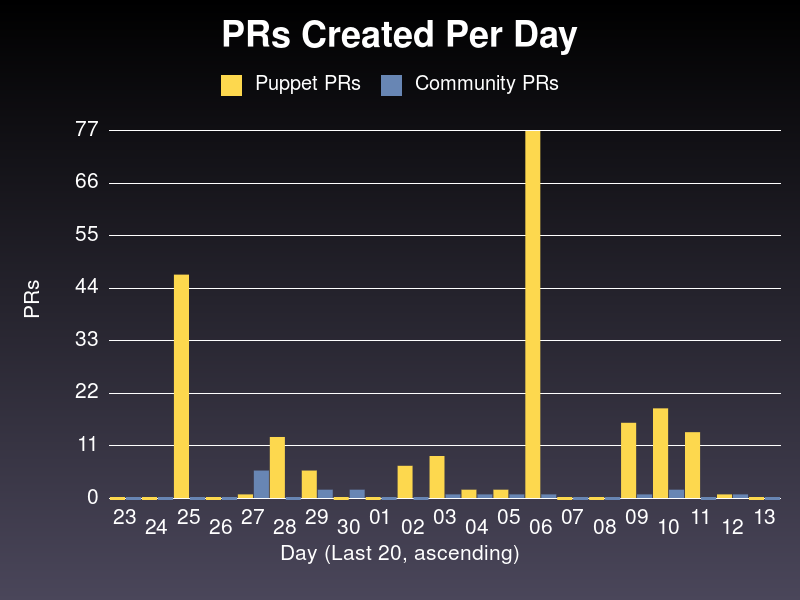 PRs Created Per Day
Puppet PRs Community PRs
77
66
55
44
33
22
11
0
PRs
23 24 25 26 27 28 29 30 01 02 03 04 05 06 07 08 09 10 11 12 13
Day (Last 20, ascending)